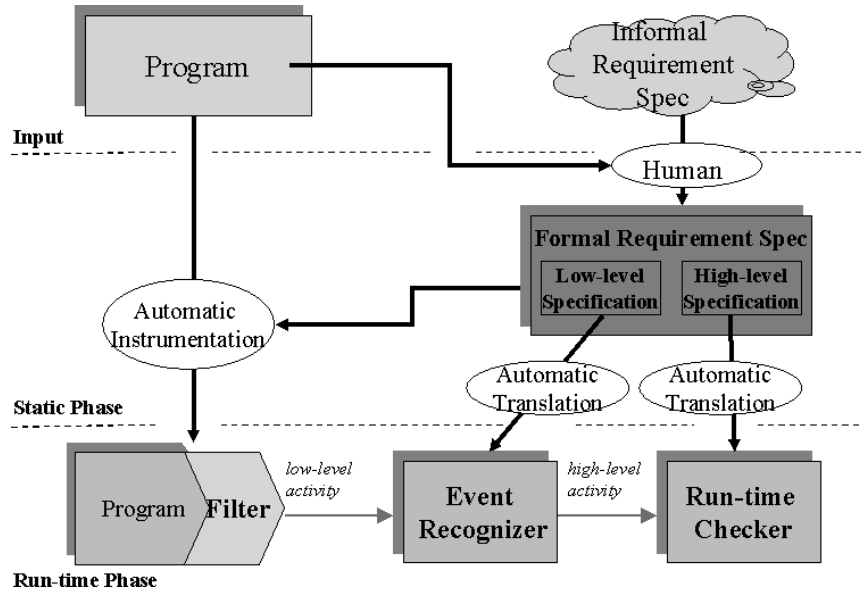 Program
Informal
Requirement
Spec
Input
Human
Formal Requirement Spec
Low-level
Specification
High-level
Specification
Automatic
Instrumentation
Automatic
Translation
Automatic
Translation
Static Phase
Program
Filter
low-level
activity
Event
Recognizer
high-level
activity
Run-time
Checker
Run-time Phase